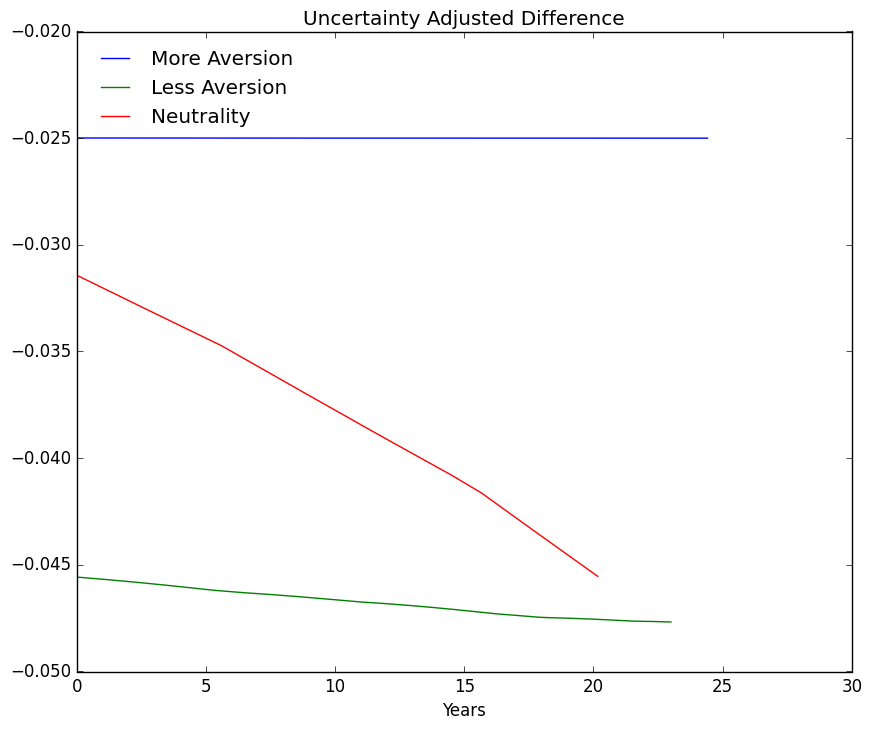 Uncertainty Adjusted Difference
More Aversion
Less Aversion
Neutrality
−0.020
−0.025
−0.030
−0.035
−0.040
−0.045
−0.050
0 5 10 15 20 25 30
Years